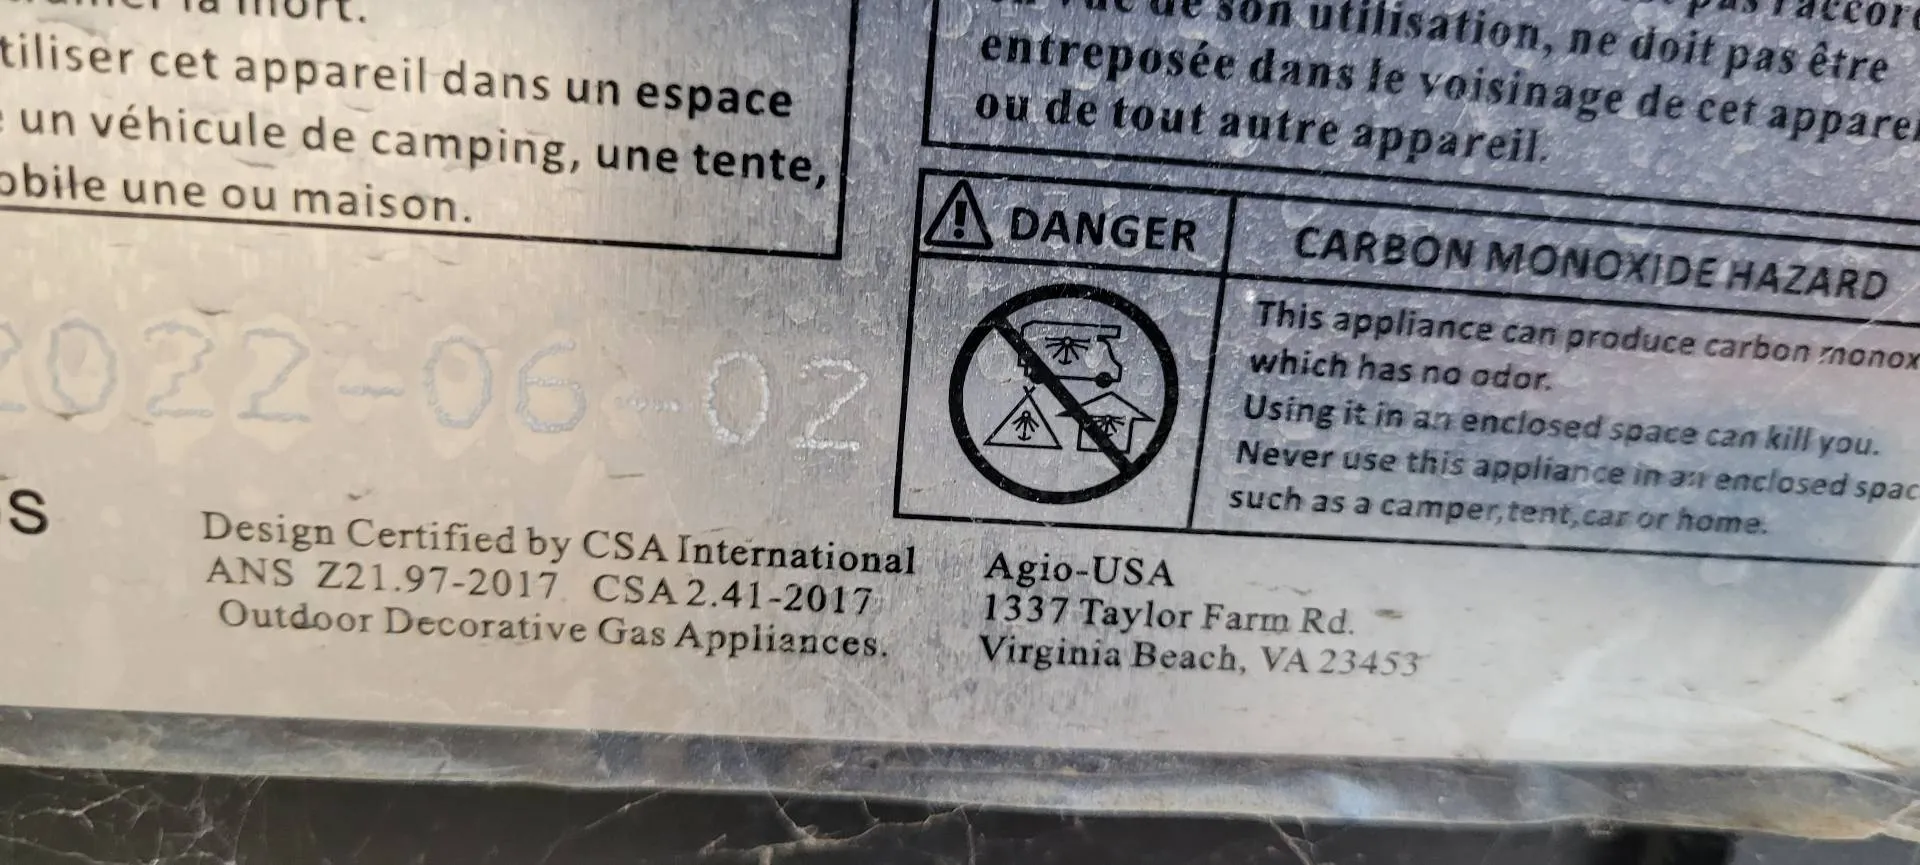 la mort.
cet appareil dans un espace
un véhicule de camping, une tente,
une ou maison.
de son utilisation, ne doit pas être
entreposée dans le voisinage de cet
ou de tout autre appareil.
DANGER
CARBON MONOXIDE HAZARD
This appliance can produce carbon
which has no odor.
Using it in an enclosed space can kill you.
Never use this appliance in an enclosed
such as a camper,tent,car or home.
2022-06-02
S
Design Certified by CSA International
ANS Z21.97-2017 CSA 2.41-2017
Outdoor Decorative Gas Appliances.
Agio-USA
1337 Taylor Farm Rd.
Virginia Beach, VA 23453